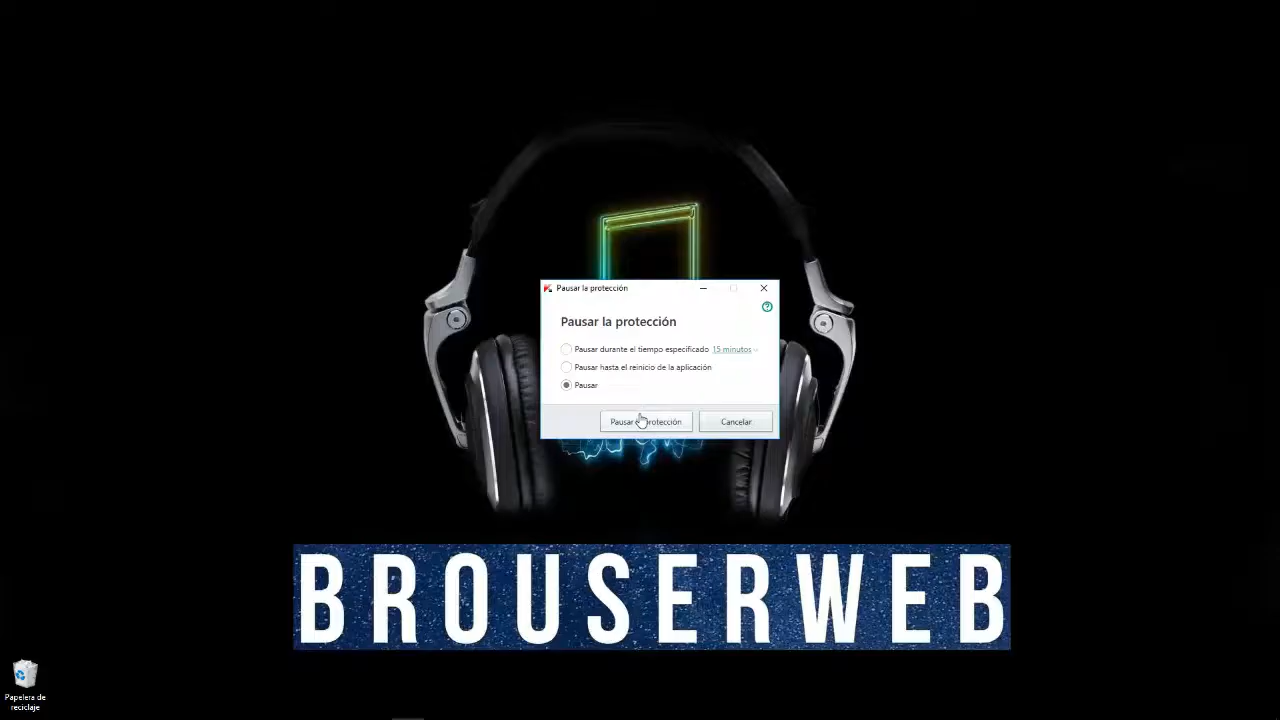 Pausar la protección
Pausar la protección
Pausar durante el tiempo especificado 15 minutos
Pausar hasta el reinicio de la aplicación
Pausar
Pausar protección Cancelar
BROUSERWEB
Papelera de
reciclaje